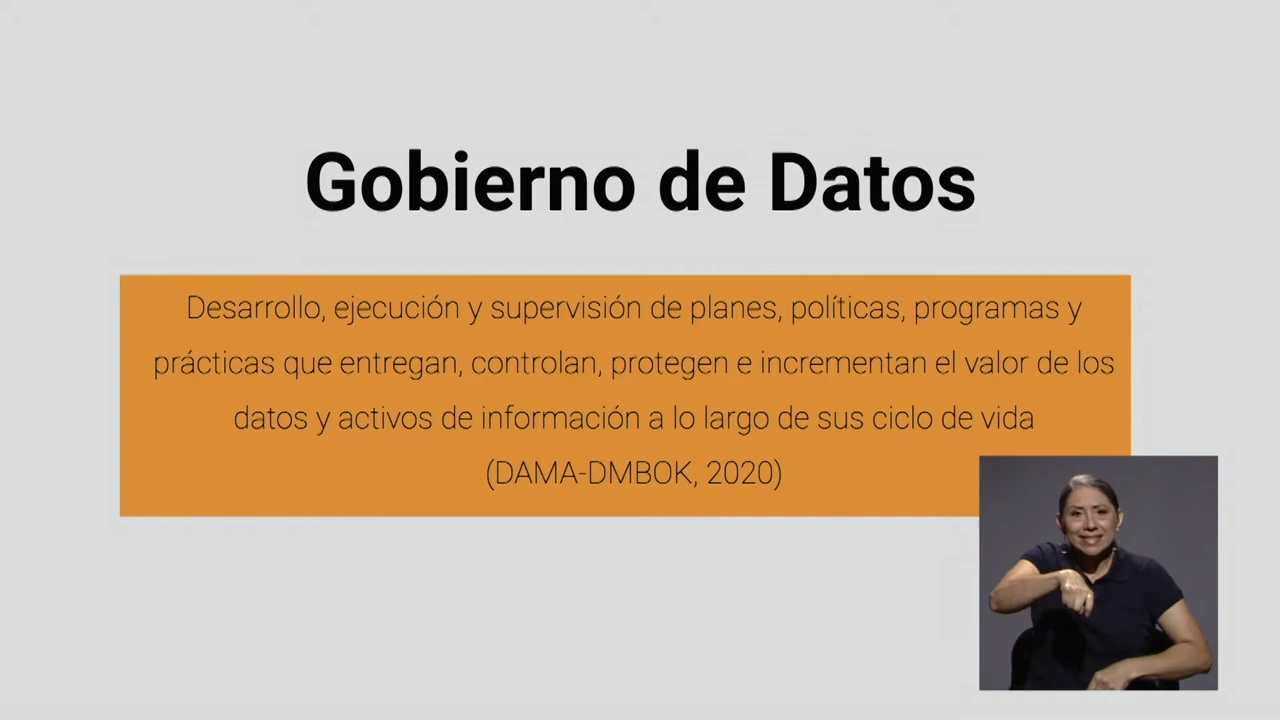 Gobierno de Datos
Desarrollo, ejecución y supervisión de planes, políticas, programas y
prácticas que entregan, controlan, protegen e incrementan el valor de los
datos y activos de información a lo largo de sus ciclo de vida
(DAMA-DMBOK, 2020)